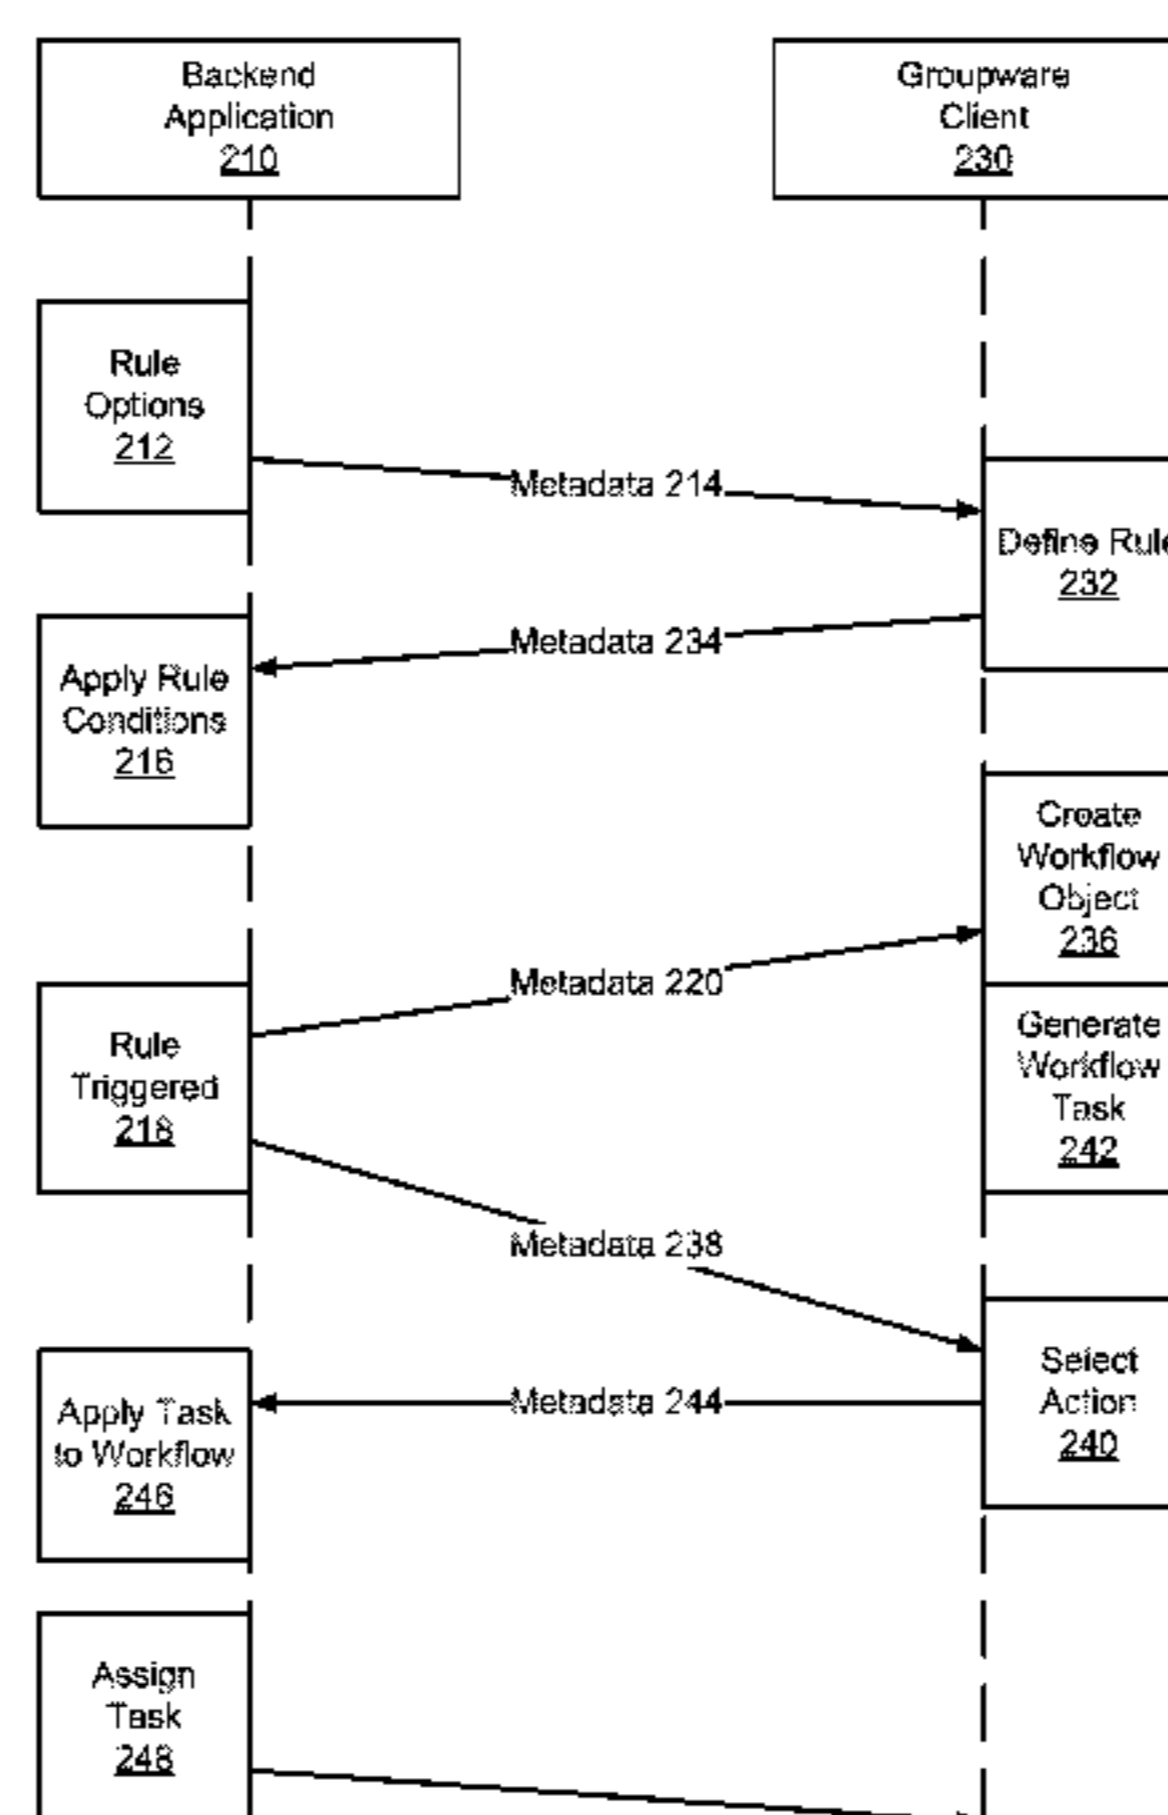 Backend
Application
210
Groupware
Client
230
Rule
Options
212
Metadata 214
Define Rule
232
Metadata 234
Apply Rule
Conditions
216
Create
Workflow
Object
236
Metadata 220
Rule
Triggered
218
Generate
Workflow
Task
242
Metadata 238
Select
Action
240
Metadata 244
Apply Task
to Workflow
246
Assign
Task
248